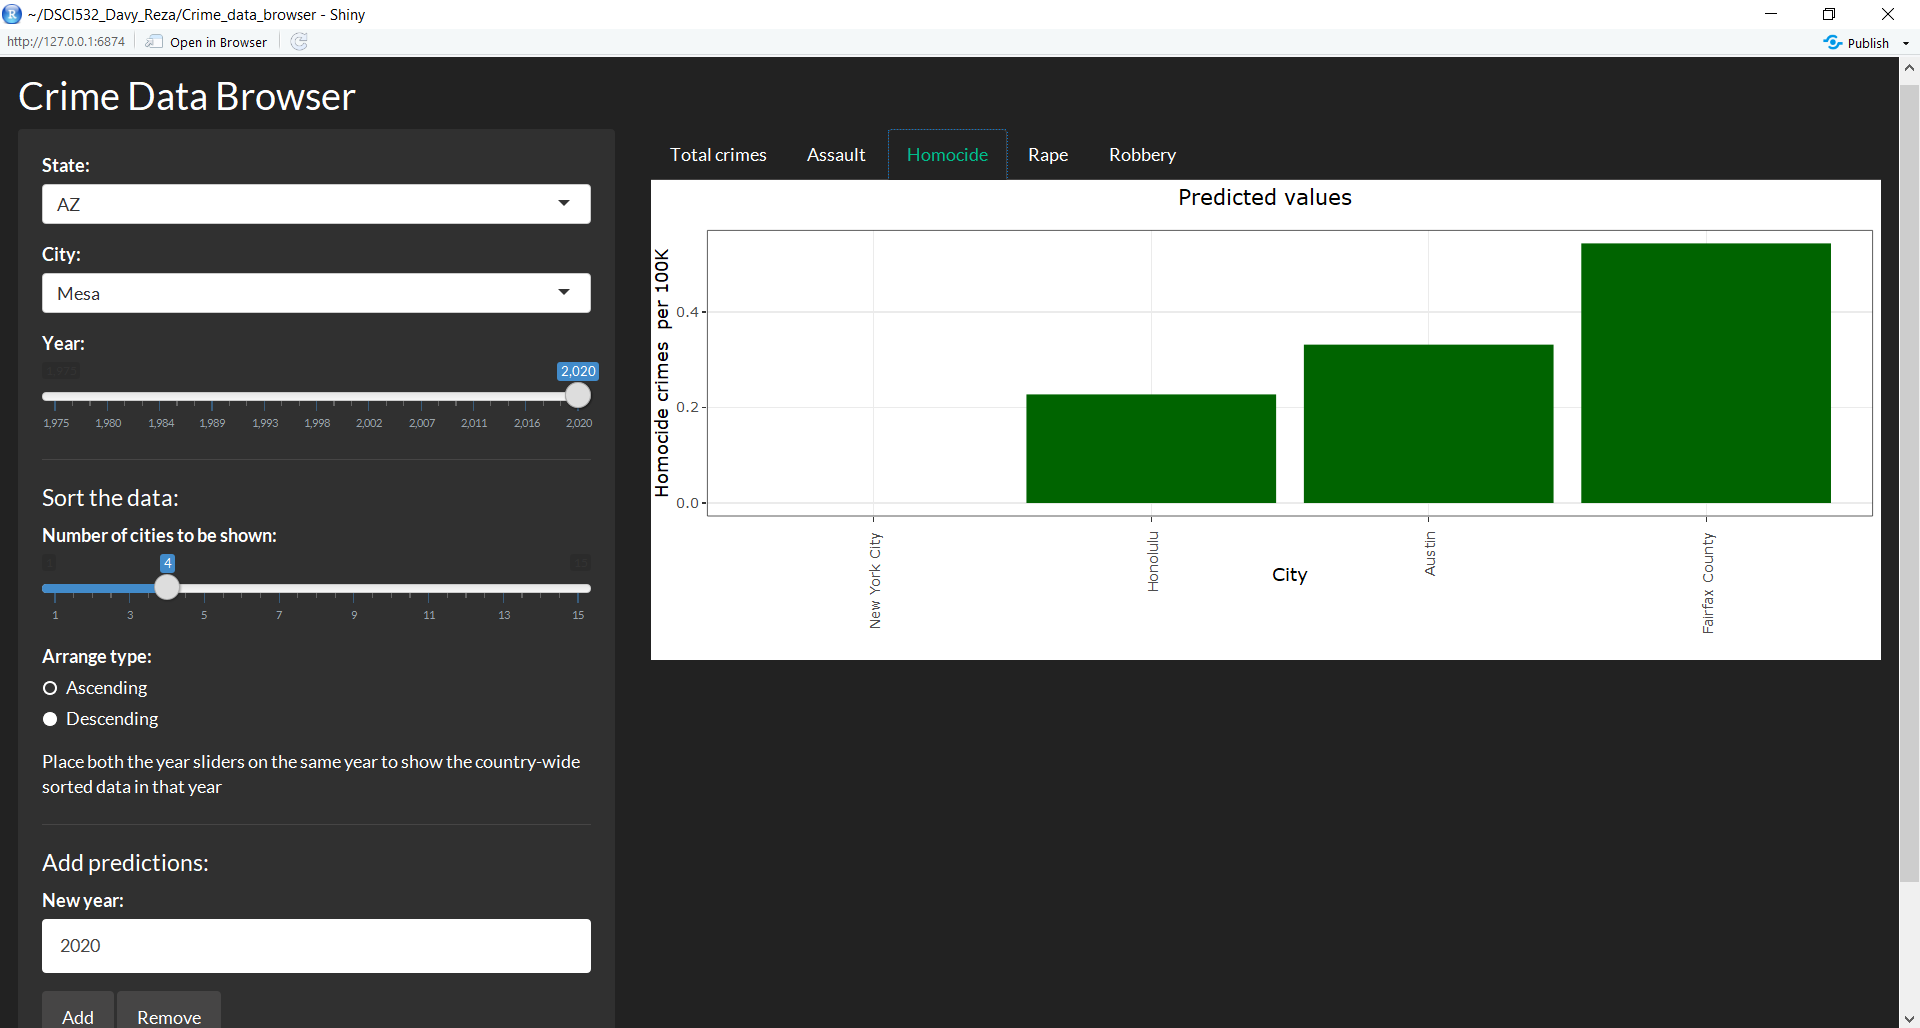 ~/DSCI532_Davy_Reza/Crime_data_browser - Shiny
http://127.0.0.1:6874 Open in Browser Publish
Crime Data Browser
State:
AZ
City:
Mesa
Year:
1,975 2,020
1,975 1,980 1,984 1,989 1,993 1,998 2,002 2,007 2,011 2,016 2,020
Sort the data:
Number of cities to be shown:
4
1 3 5 7 9 11 13 15
Arrange type:
Ascending
Descending
Place both the year sliders on the same year to show the country-wide
sorted data in that year
Add predictions:
New year:
2020
Add Remove
Total crimes Assault Homocide Rape Robbery
Predicted values
Homocide crimes per 100K
0.4
0.2
0.0
New York City
Honolulu
Austin
Fairfax County
City